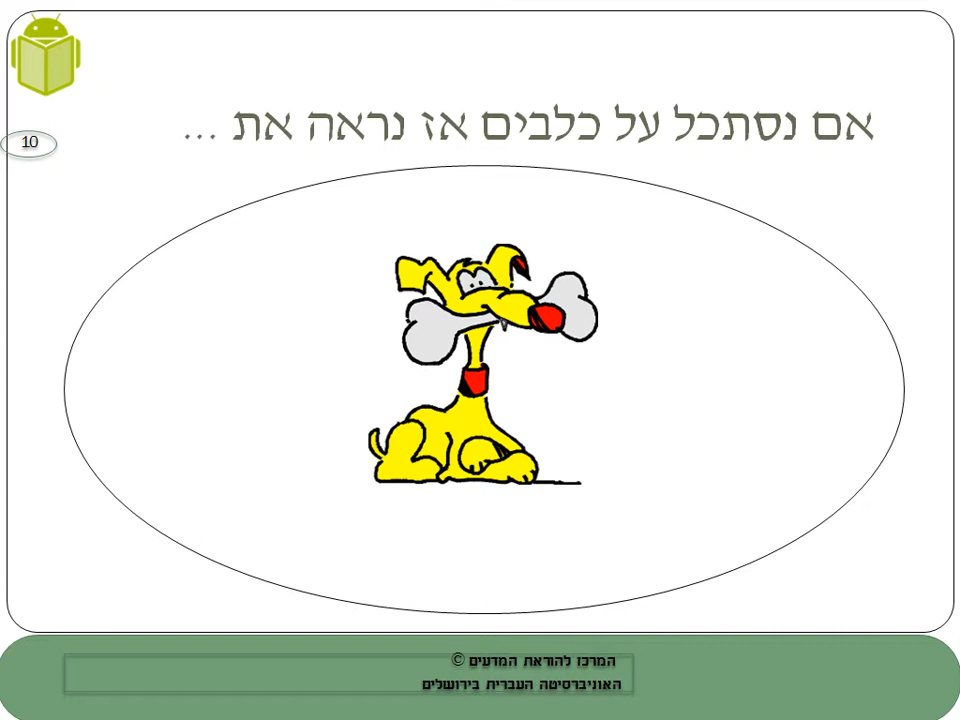 אם נסתכל על כלבים אז נראה את ...
10
המרכז להוראת המדעים ©
האוניברסיטה העברית בירושלים